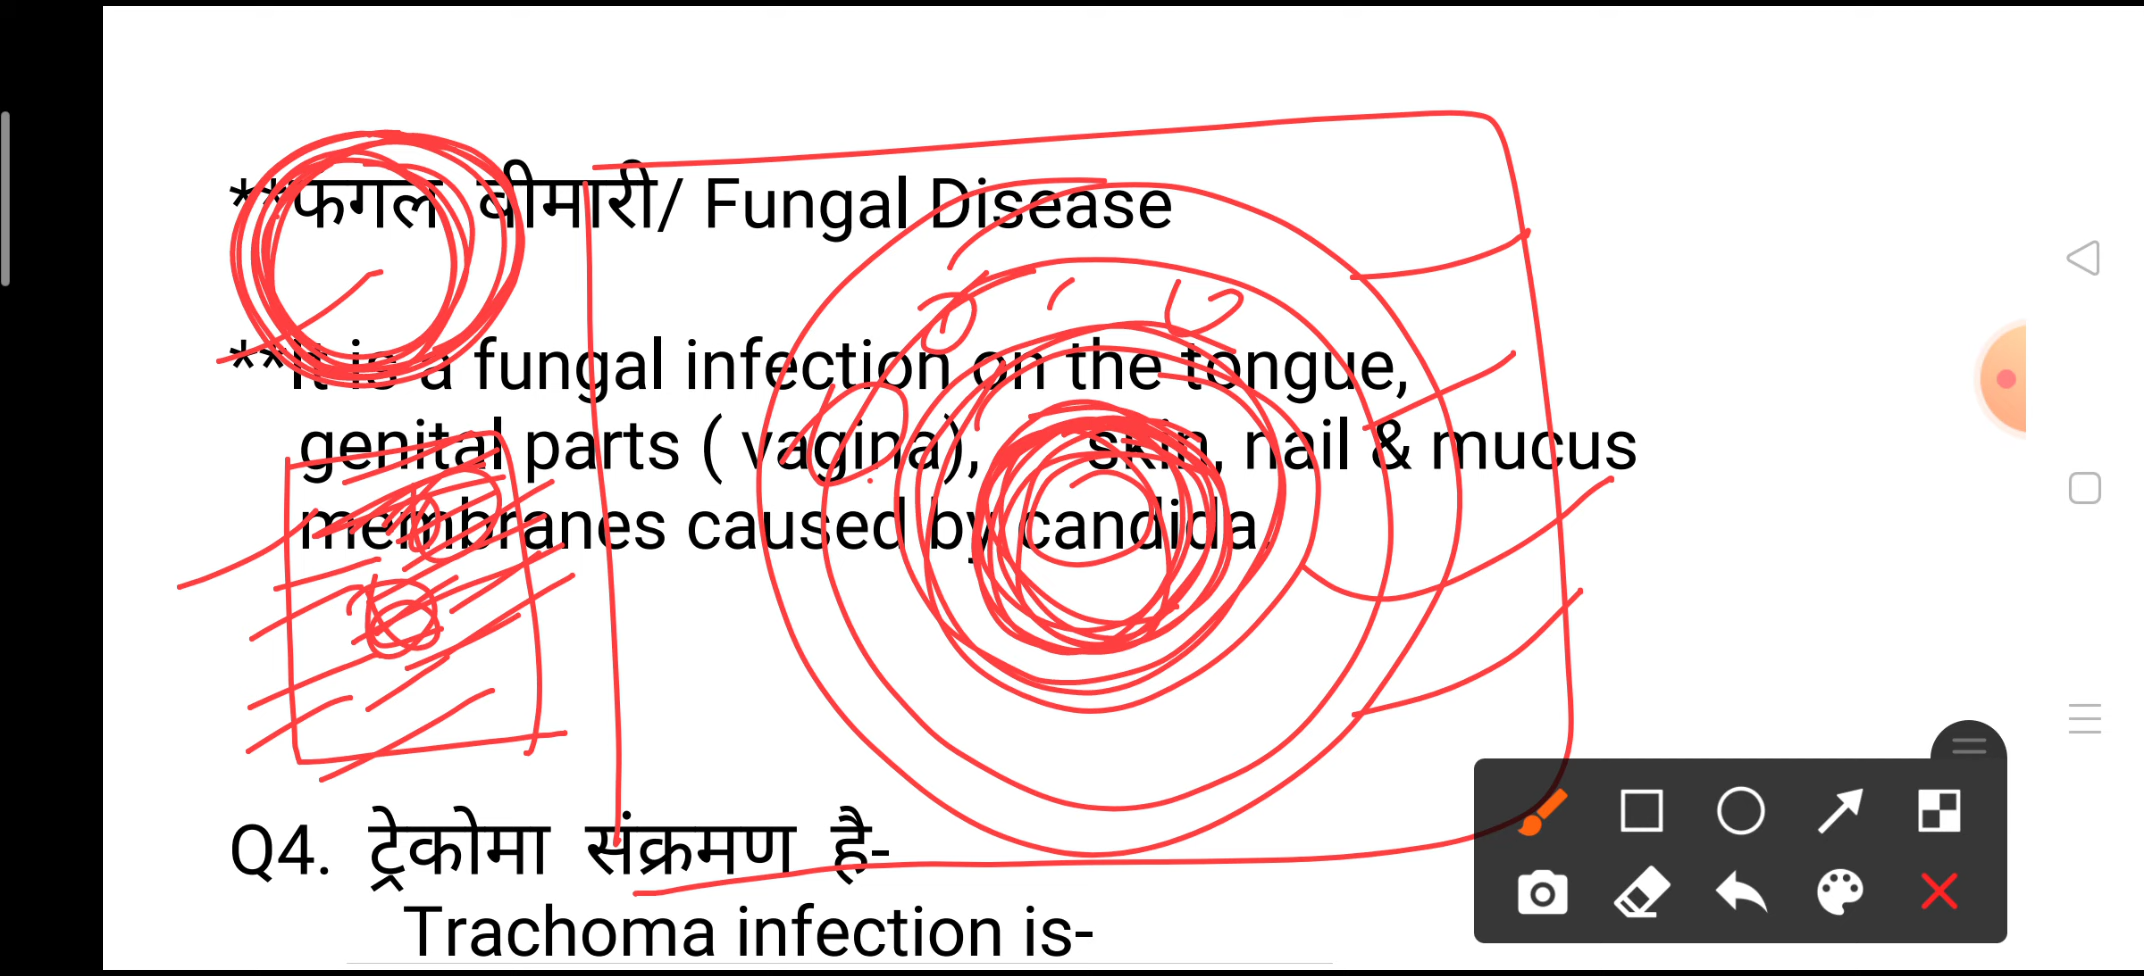 **फगल बीमारी/ Fungal Disease
**It is a fungal infection on the tongue,
genital parts ( vagina), skin, nail & mucus
membranes caused by candida,
Q4. ट्रेकोमा संक्रमण है-
Trachoma infection is-